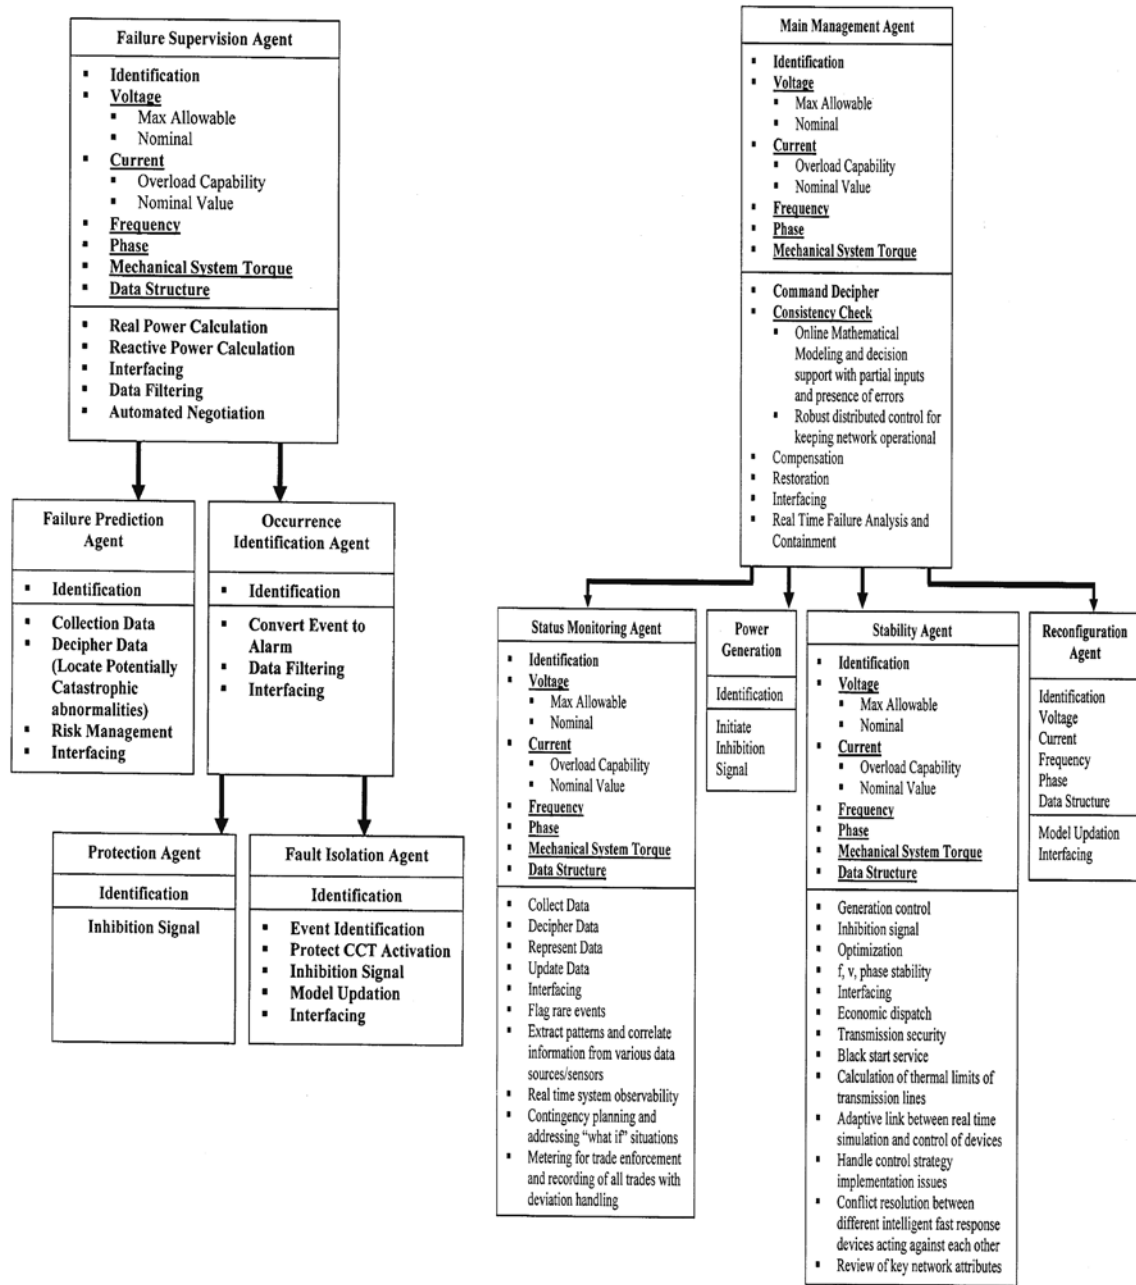 Failure Supervision Agent
▪ Identification
▪ Voltage
▪ Max Allowable
▪ Nominal
▪ Current
▪ Overload Capability
▪ Nominal Value
▪ Frequency
▪ Phase
▪ Mechanical System Torque
▪ Data Structure
▪ Real Power Calculation
▪ Reactive Power Calculation
▪ Interfacing
▪ Data Filtering
▪ Automated Negotiation
Failure Prediction
Agent
▪ Identification
▪ Collection Data
▪ Decipher Data
(Locate Potentially
Catastrophic
abnormalities)
▪ Risk Management
▪ Interfacing
Occurrence
Identification Agent
▪ Identification
▪ Convert Event to
Alarm
▪ Data Filtering
▪ Interfacing
Protection Agent
Identification
Inhibition Signal
Fault Isolation Agent
Identification
▪ Event Identification
▪ Protect CCT Activation
▪ Inhibition Signal
▪ Model Updation
▪ Interfacing
Main Management Agent
▪ Identification
▪ Voltage
▪ Max Allowable
▪ Nominal
▪ Current
▪ Overload Capability
▪ Nominal Value
▪ Frequency
▪ Phase
▪ Mechanical System Torque
▪ Command Decipher
▪ Consistency Check
▪ Online Mathematical
Modeling and decision
support with partial inputs
and presence of errors
▪ Robust distributed control for
keeping network operational
▪ Compensation
▪ Restoration
▪ Interfacing
▪ Real Time Failure Analysis and
Containment
Status Monitoring Agent
▪ Identification
▪ Voltage
▪ Max Allowable
▪ Nominal
▪ Current
▪ Overload Capability
▪ Nominal Value
▪ Frequency
▪ Phase
▪ Mechanical System Torque
▪ Data Structure
▪ Collect Data
▪ Decipher Data
▪ Represent Data
▪ Update Data
▪ Interfacing
▪ Flag rare events
▪ Extract patterns and correlate
information from various data
sources/sensors
▪ Real time system observability
▪ Contingency planning and
addressing “what if” situations
▪ Metering for trade enforcement
and recording of all trades with
deviation handling
Power
Generation
Identification
Initiate
Inhibition
Signal
Stability Agent
▪ Identification
▪ Voltage
▪ Max Allowable
▪ Nominal
▪ Current
▪ Overload Capability
▪ Nominal Value
▪ Frequency
▪ Phase
▪ Mechanical System Torque
▪ Data Structure
▪ Generation control
▪ Inhibition signal
▪ Optimization
▪ f, v, phase stability
▪ Interfacing
▪ Economic dispatch
▪ Transmission security
▪ Black start service
▪ Calculation of thermal limits of
transmission lines
▪ Adaptive link between real time
simulation and control of devices
▪ Handle control strategy
implementation issues
▪ Conflict resolution between
different intelligent fast response
devices acting against each other
▪ Review of key network attributes
Reconfiguration
Agent
Identification
Voltage
Current
Frequency
Phase
Data Structure
Model Updation
Interfacing